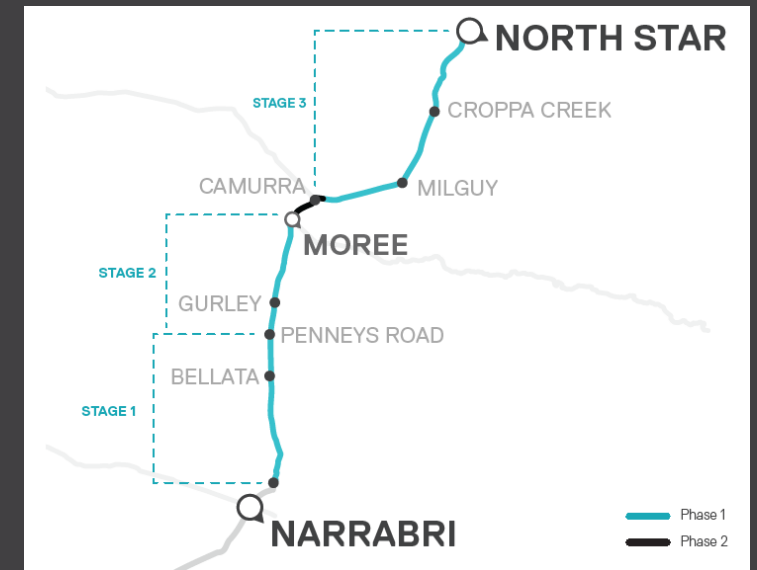 NORTH STAR
STAGE 3
CROPPA CREEK
CAMURRA
MILGUY
MOREE
STAGE 2
GURLEY
PENNEYS ROAD
BELLATA
STAGE 1
NARRABRI
Phase 1
Phase 2